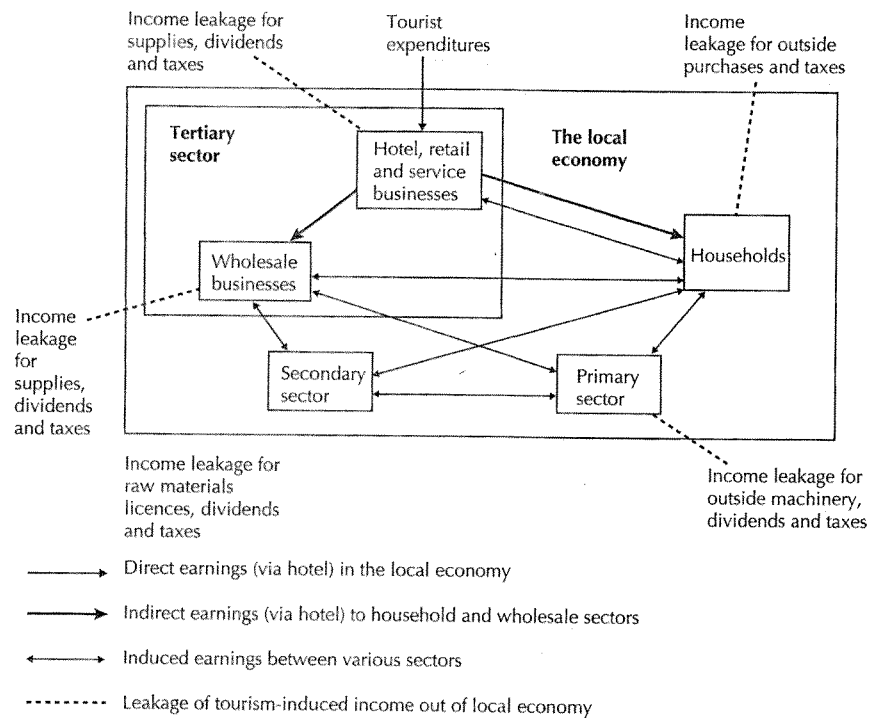 Income leakage for
supplies, dividends
and taxes
Tourist
expenditures
Income
leakage for outside
purchases and taxes
Tertiary
sector
Hotel, retail
and service
businesses
The local
economy
Wholesale
businesses
Households
Income
leakage
for
supplies,
dividends
and taxes
Secondary
sector
Primary
sector
Income leakage for
raw materials
licences, dividends
and taxes
Income leakage for
outside machinery,
dividends and taxes
Direct earnings (via hotel) in the local economy
Indirect earnings (via hotel) to household and wholesale sectors
Induced earnings between various sectors
Leakage of tourism-induced income out of local economy